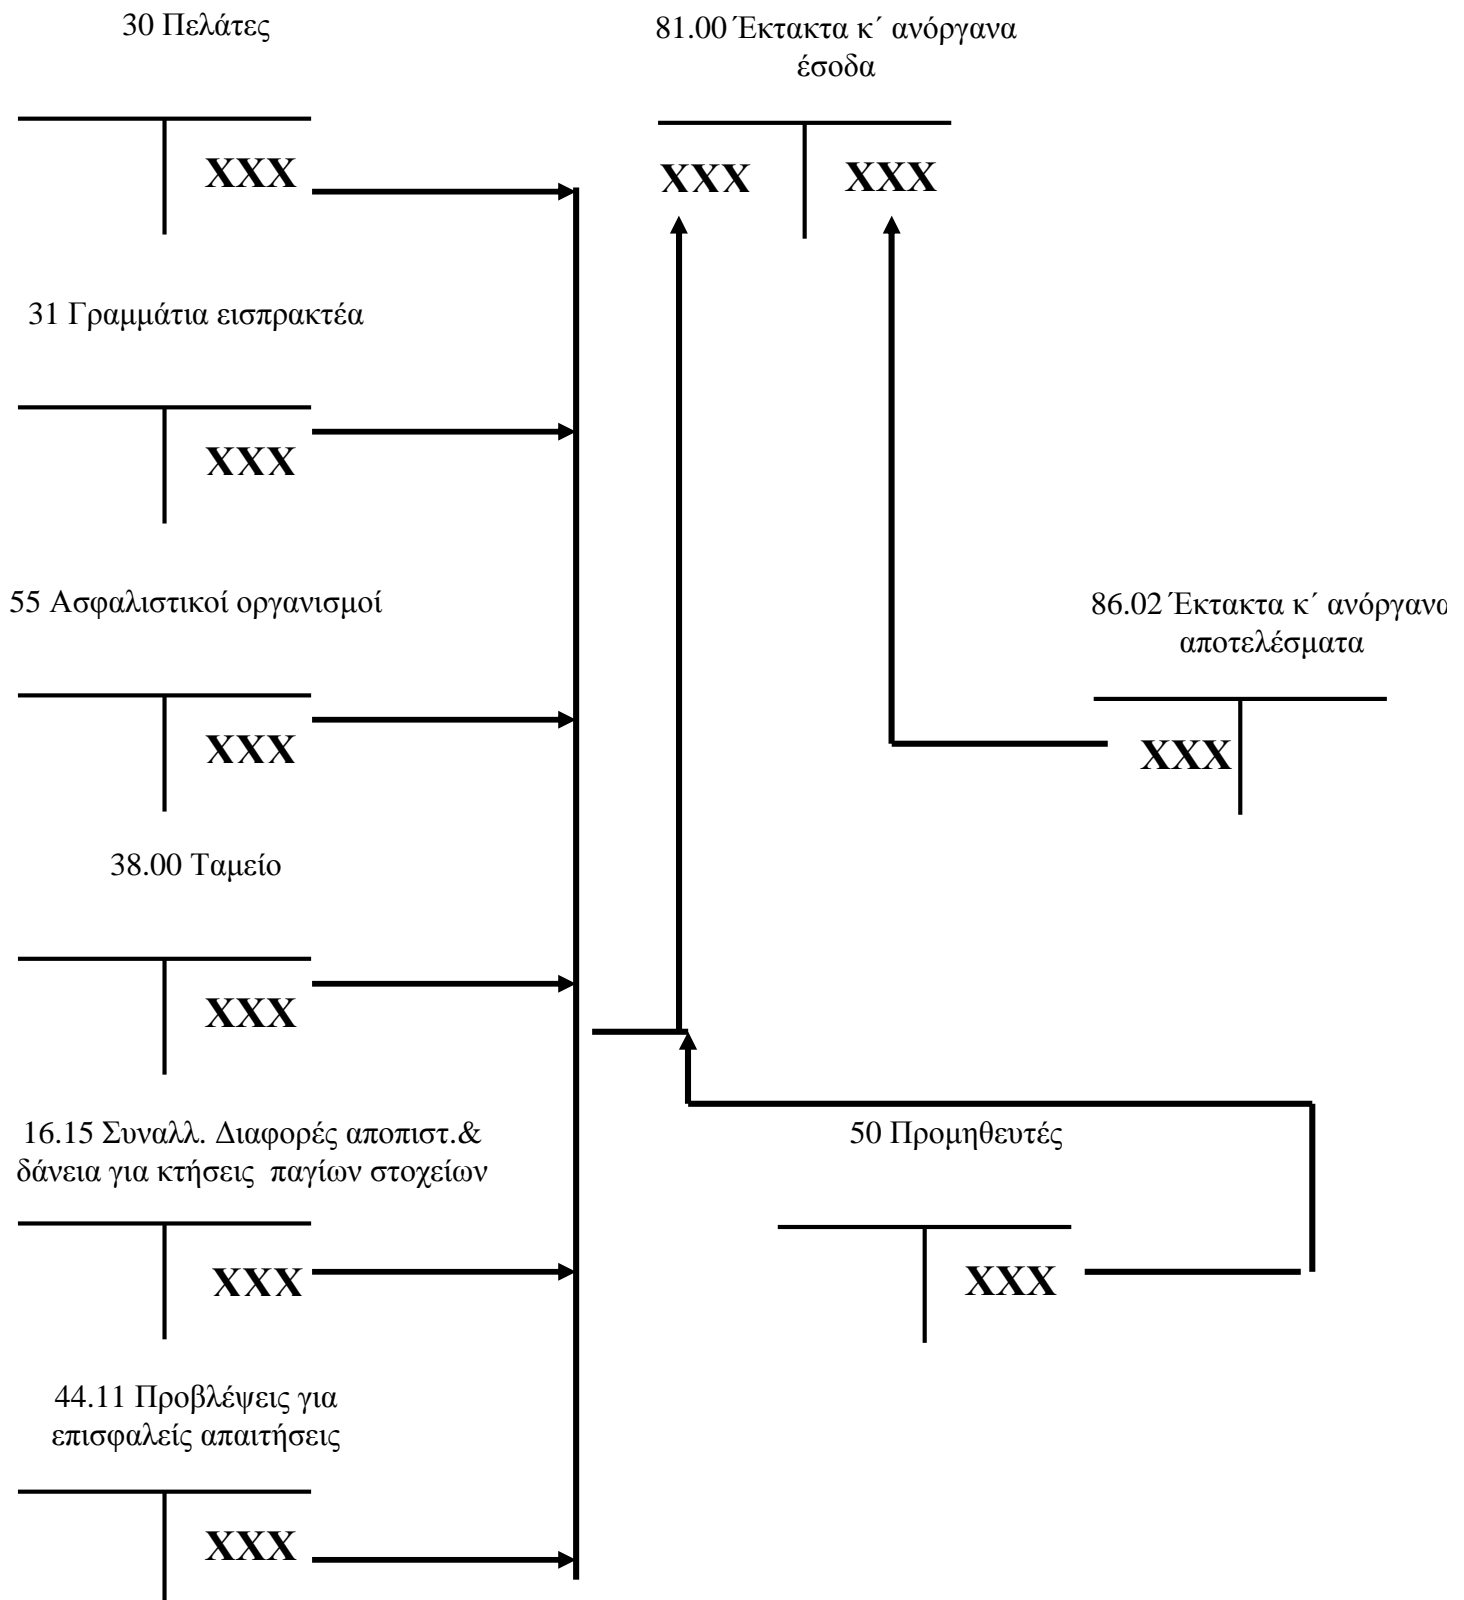 30 Πελάτες
81.00 Έκτακτα κ΄ ανόργανα
έσοδα
XXX
XXX
XXX
31 Γραμμάτια εισπρακτέα
XXX
55 Ασφαλιστικοί οργανισμοί
86.02 Έκτακτα κ΄ ανόργανα
αποτελέσματα
XXX
XXX
38.00 Ταμείο
XXX
16.15 Συναλλ. Διαφορές αποπιστ.&
δάνεια για κτήσεις παγίων στοχείων
50 Προμηθευτές
XXX
XXX
44.11 Προβλέψεις για
επισφαλείς απαιτήσεις
XXX